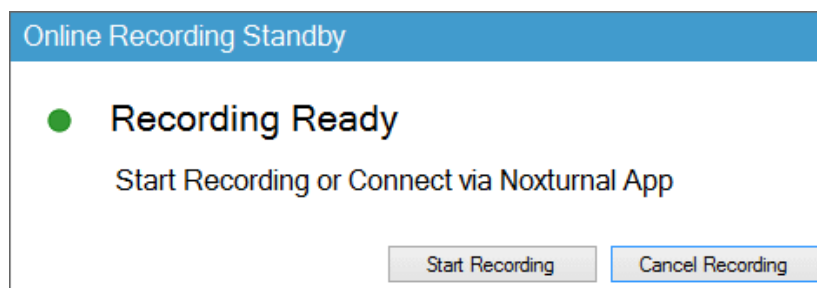 Online Recording Standby
Recording Ready
Start Recording or Connect via Noxturnal App
Start Recording Cancel Recording